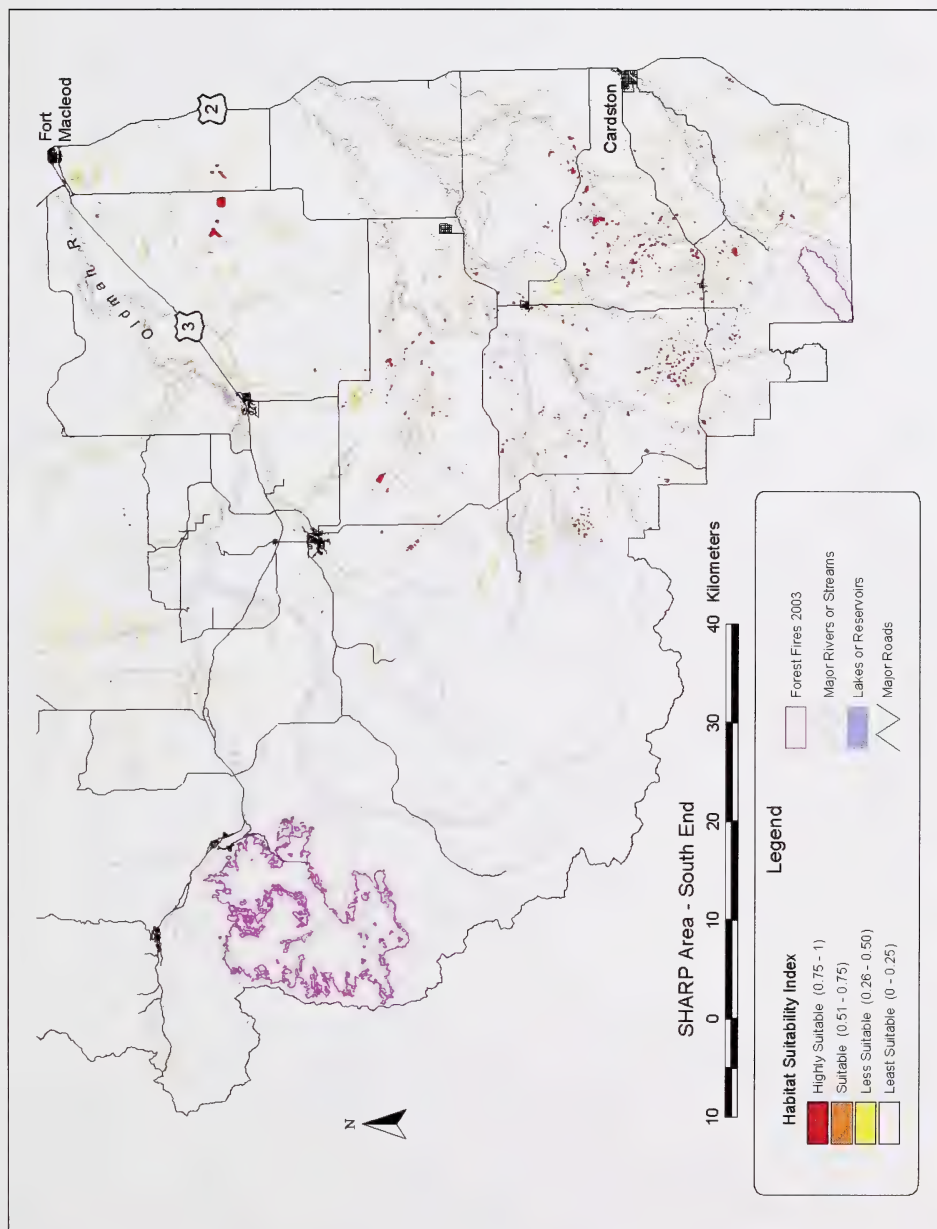 Fort
Macleod
2
Oldman R
3
Cardston
N
SHARP Area - South End
10 0 10 20 30 40 Kilometers
Legend
Habitat Suitability Index
Highly Suitable (0.75 - 1)
Suitable (0.51 - 0.75)
Less Suitable (0.26 - 0.50)
Least Suitable (0 - 0.25)
Forest Fires 2003
Major Rivers or Streams
Lakes or Reservoirs
Major Roads